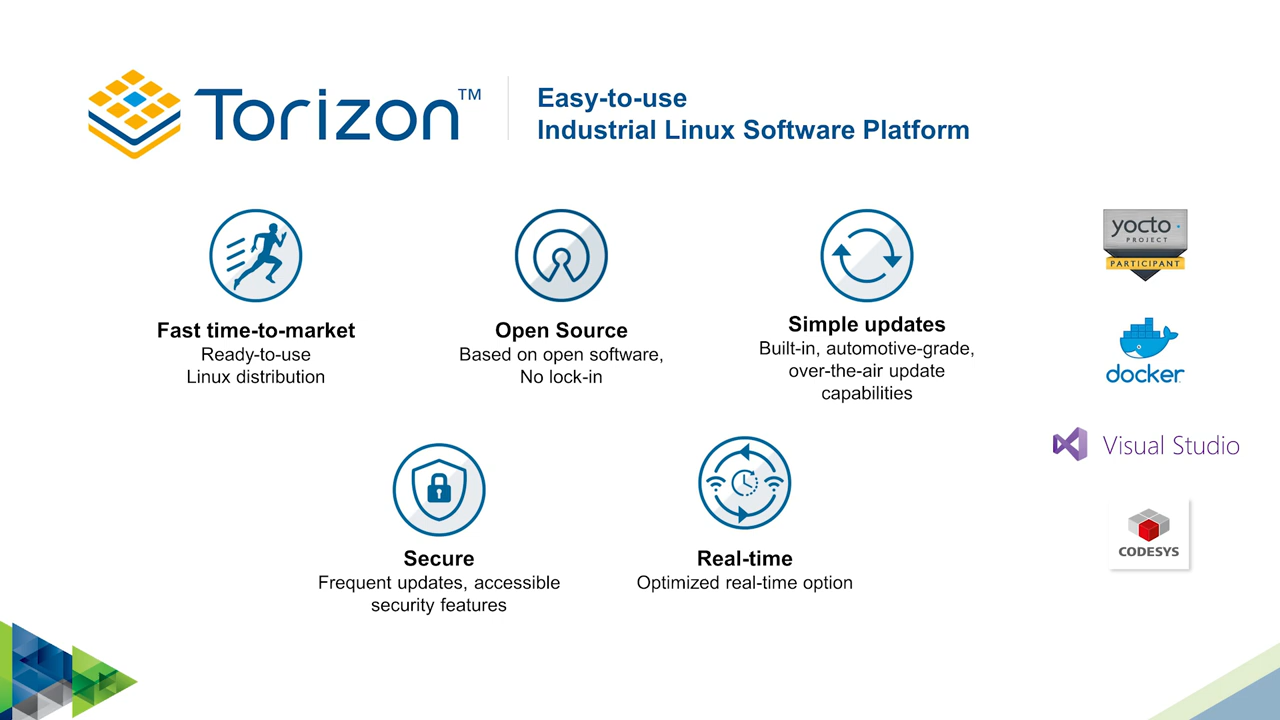 Torizon™
Easy-to-use
Industrial Linux Software Platform
Fast time-to-market
Ready-to-use
Linux distribution
Open Source
Based on open software,
No lock-in
Simple updates
Built-in, automotive-grade,
over-the-air update
capabilities
Secure
Frequent updates, accessible
security features
Real-time
Optimized real-time option
yocto
PROJECT
PARTICIPANT
docker
Visual Studio
CODESYS